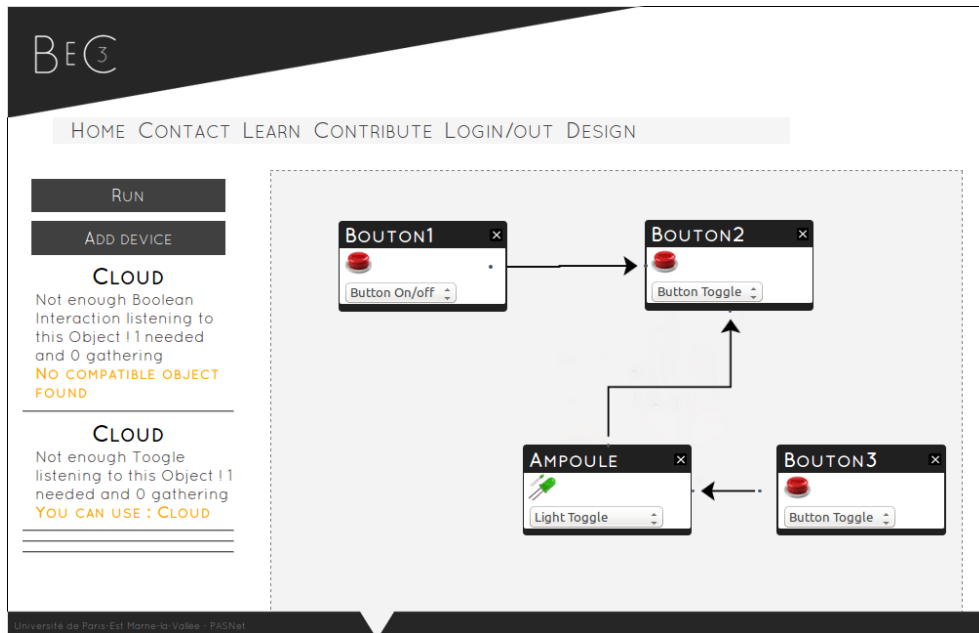 BeC3
Home Contact Learn Contribute Login/out Design
Run
Add device
Cloud
Not enough Boolean
Interaction listening to
this Object ! 1 needed
and 0 gathering
No compatible object
found
Cloud
Not enough Toogle
listening to this Object ! 1
needed and 0 gathering
You can use : Cloud
Bouton1
Button On/off
Bouton2
Button Toggle
Ampoule
Light Toggle
Bouton3
Button Toggle
Université de Paris-Est Marne-la-Vallée - PASNet